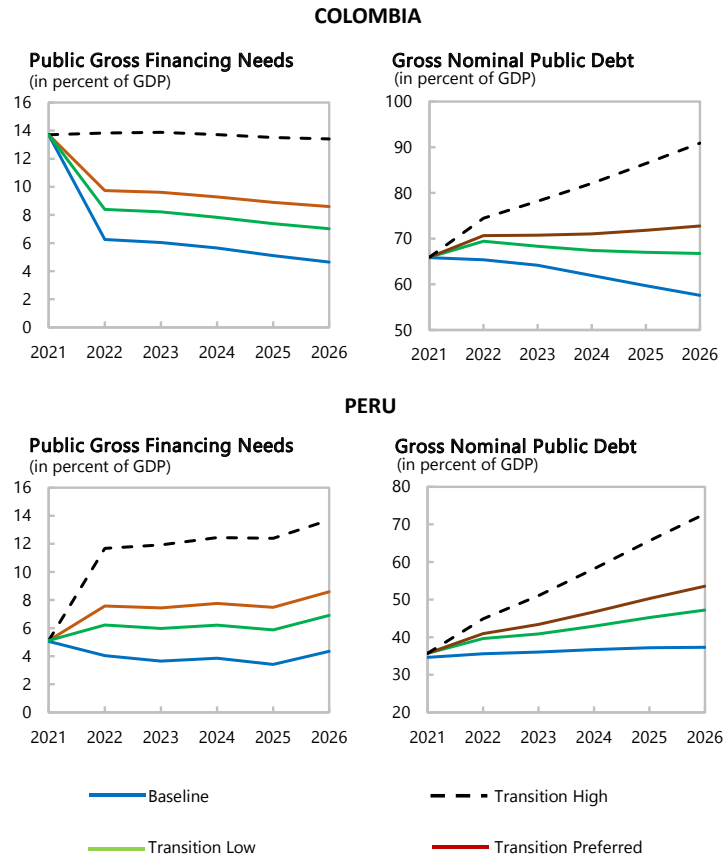 COLOMBIA
Public Gross Financing Needs
(in percent of GDP)
16
14
12
10
8
6
4
2
0
2021 2022 2023 2024 2025 2026
Gross Nominal Public Debt
(in percent of GDP)
100
90
80
70
60
50
2021 2022 2023 2024 2025 2026
PERU
Public Gross Financing Needs
(in percent of GDP)
16
14
12
10
8
6
4
2
0
2021 2022 2023 2024 2025 2026
Gross Nominal Public Debt
(in percent of GDP)
80
70
60
50
40
30
20
2021 2022 2023 2024 2025 2026
Baseline
Transition High
Transition Low
Transition Preferred